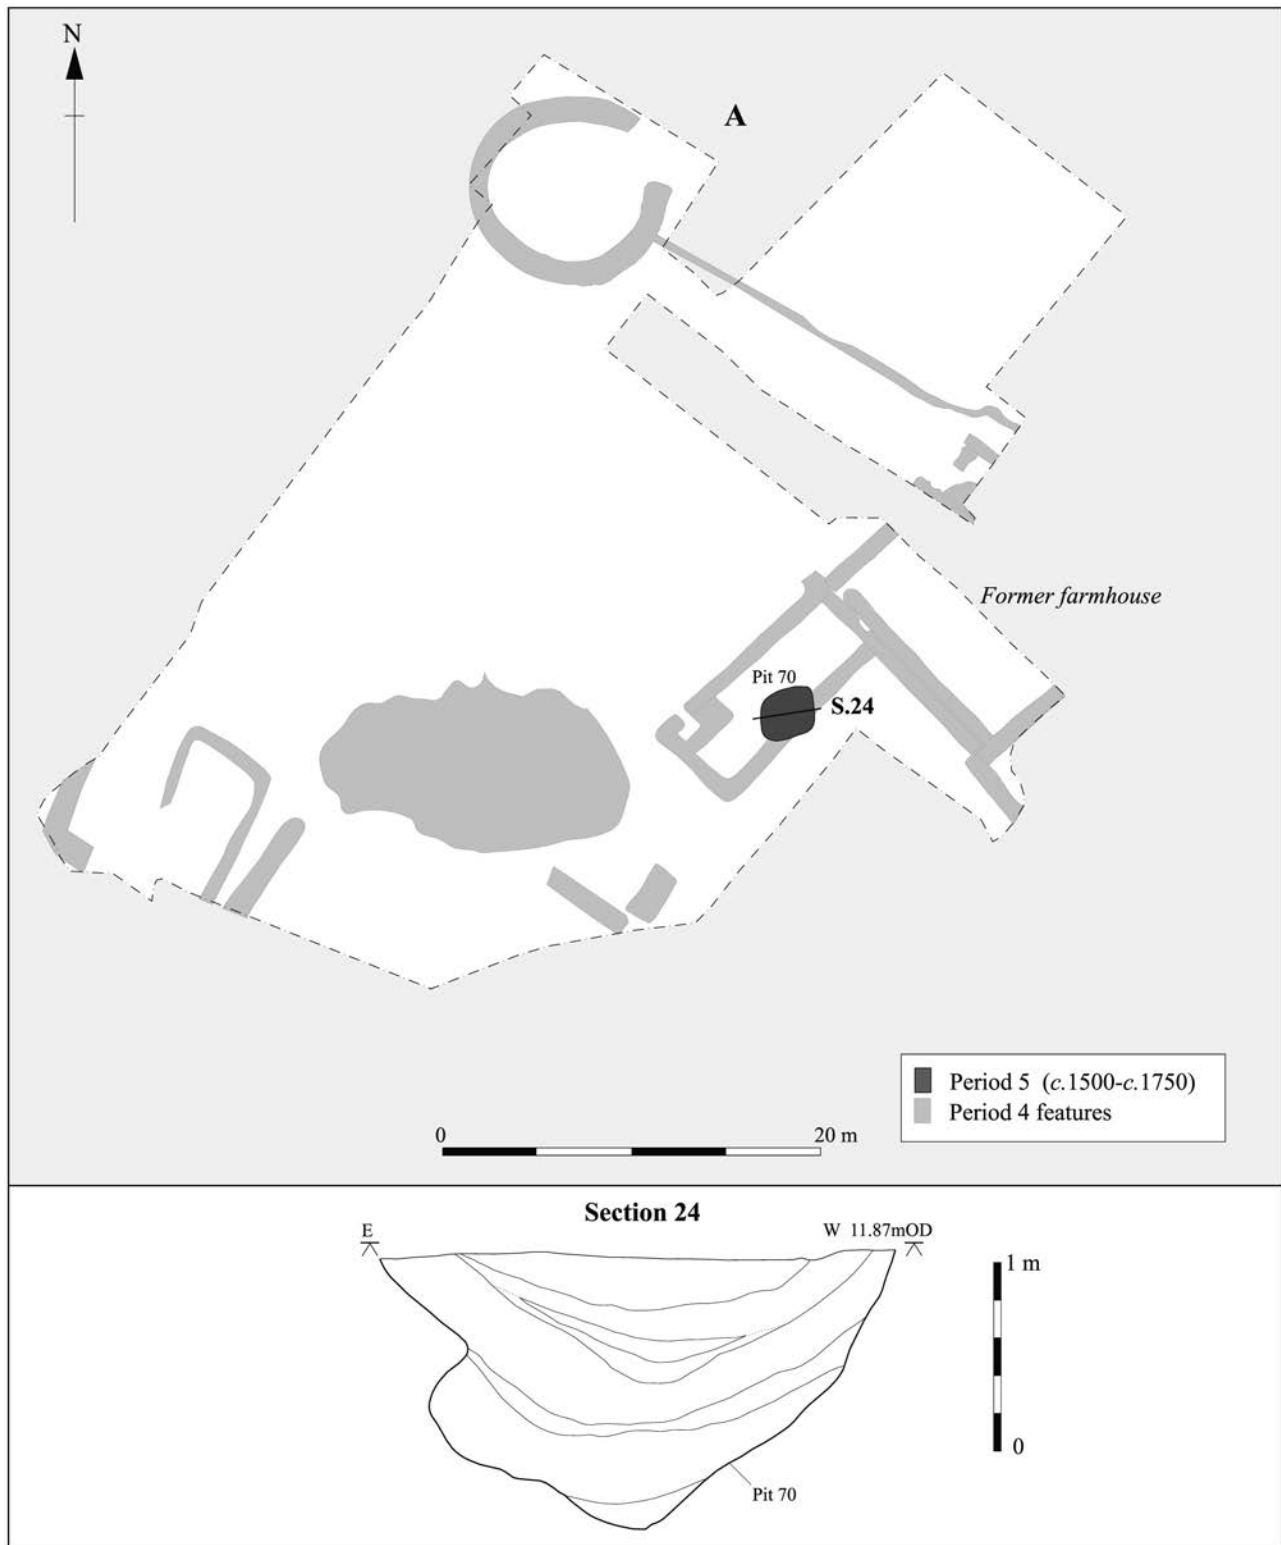 N
A
Former farmhouse
Pit 70
S.24
Period 5 (c.1500-c.1750)
Period 4 features
0 20 m
Section 24
E W 11.87mOD
1 m
0
Pit 70